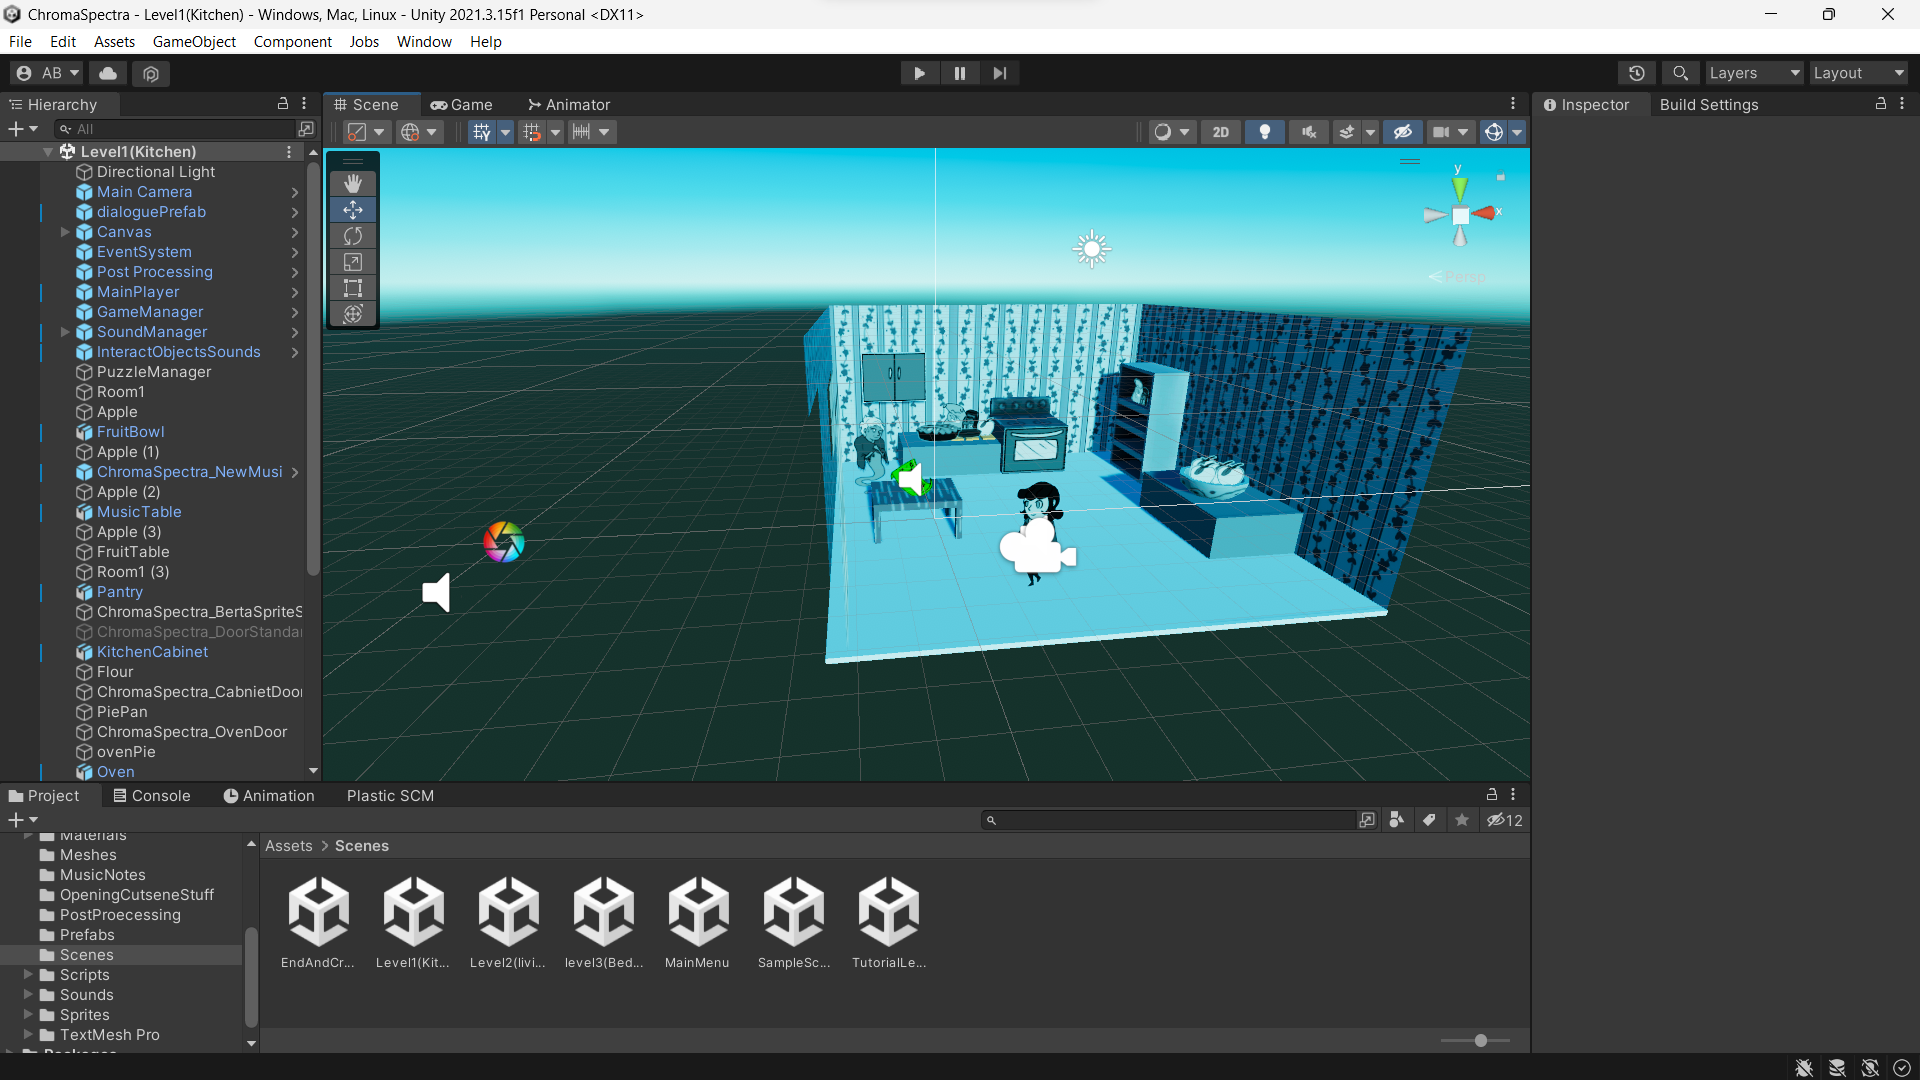 ChromaSpectra - Level1(Kitchen) - Windows, Mac, Linux - Unity 2021.3.15f1 Personal <DX11>
File Edit Assets GameObject Component Jobs Window Help
AB Layers Layout
Hierarchy
All
Level1(Kitchen)
Directional Light
Main Camera
dialoguePrefab
Canvas
EventSystem
Post Processing
MainPlayer
GameManager
SoundManager
InteractObjectsSounds
PuzzleManager
Room1
Apple
FruitBowl
Apple (1)
ChromaSpectra_NewMusi
Apple (2)
MusicTable
Apple (3)
FruitTable
Room1 (3)
Pantry
ChromaSpectra_BertaSpriteS
ChromaSpectra_DoorStandar
KitchenCabinet
Flour
ChromaSpectra_CabnietDoor
PiePan
ChromaSpectra_OvenDoor
ovenPie
Oven
Scene Game Animator
2D
y
x
Persp
Inspector Build Settings
Project Console Animation Plastic SCM
12
Materials
Meshes
MusicNotes
OpeningCutseneStuff
PostProecessing
Prefabs
Scenes
Scripts
Sounds
Sprites
TextMesh Pro
Packages
Assets > Scenes
EndAndCr... Level1(Kit... Level2(livi... level3(Bed... MainMenu SampleSc... TutorialLe...